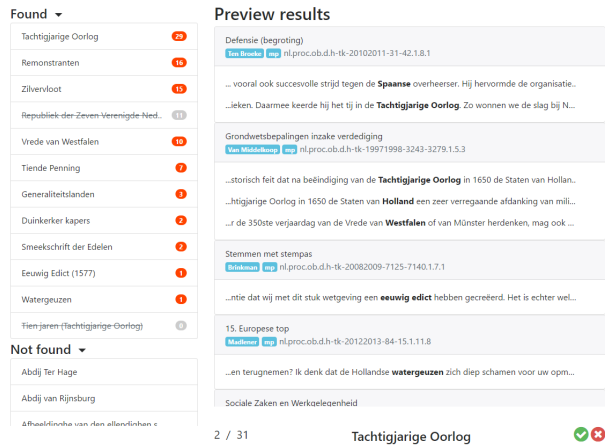 Found
Tachtigjarige Oorlog 29
Remonstranten 16
Zilvervloot 15
Republiek der Zeven Verenigde Ned.. 11
Vrede van Westfalen 10
Tiende Penning 7
Generaliteitslanden 3
Duinkerker kapers 2
Smeekschrift der Edelen 2
Eeuwig Edict (1577) 1
Watergeuzen 1
Tien jaren (Tachtigjarige Oorlog) 0
Not found
Abdij Ter Hage
Abdij van Rijnsburg
Afbeeldinghe van den ellendighen s
Preview results
Defensie (begroting)
Ten Broeke mp nl.proc.ob.d.h-tk-20102011-31-42.1.8.1
... vooral ook succesvolle strijd tegen de Spaanse overheerser. Hij hervormde de organisatie..
...ieken. Daarmee keerde hij het tij in de Tachtigjarige Oorlog. Zo wonnen we de slag bij N...
Grondwetsbepalingen inzake verdediging
Van Middelkoop mp nl.proc.ob.d.h-tk-19971998-3243-3279.1.5.3
...storisch feit dat na beëindiging van de Tachtigjarige Oorlog in 1650 de Staten van Hollan..
...htigjarige Oorlog in 1650 de Staten van Holland een zeer verregaande afdanking van mili...
...r de 350ste verjaardag van de Vrede van Westfalen of van Münster herdenken, mag ook ...
Stemmen met stempas
Brinkman mp nl.proc.ob.d.h-tk-20082009-7125-7140.1.7.1
...ntie dat wij met dit stuk wetgeving een eeuwig edict hebben gecreëerd. Het is echter wel...
15. Europese top
Madlener mp nl.proc.ob.d.h-tk-20122013-84-15.1.11.8
...en terugnemen? Ik denk dat de Hollandse watergeuzen zich diep schamen voor uw opm...
Sociale Zaken en Werkgelegenheid
2 / 31
Tachtigjarige Oorlog